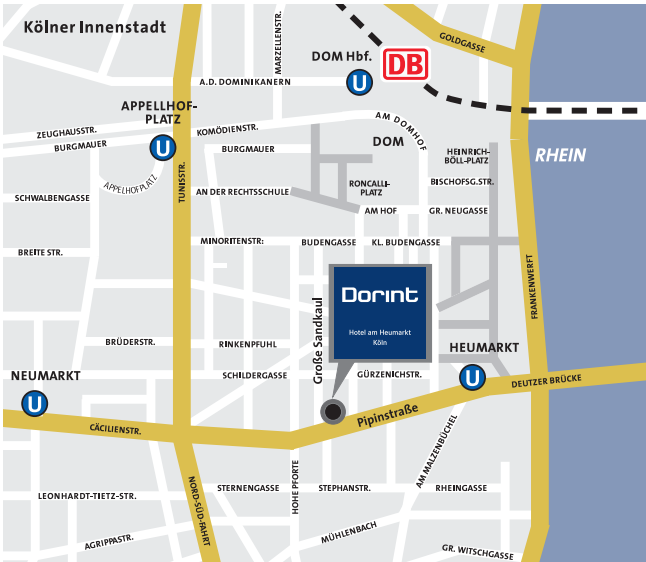 Kölner Innenstadt
MARZELLENSTR.
GOLDGASSE
DOM Hbf.
DB
U
A.D. DOMINIKANERN
APPELLHOF-
PLATZ
U
AM DOMHOF
ZEUGHAUSSTR.
KOMÖDIENSTR.
BURGMAUER
BURGMAUER
DOM
HEINRICH-
BÖLL-PLATZ
RHEIN
APPELHOFPLATZ
TUNISSTR.
RONCALLI-
PLATZ
BISCHOFSG.STR.
SCHWALBENGASSE
AN DER RECHTSSCHULE
AM HOF
GR. NEUGASSE
MINORITENSTR:
BUDENGASSE
KL. BUDENGASSE
BREITE STR.
FRANKENWERFT
Große Sandkaul
Dorint
Hotel am Heumarkt
Köln
BRÜDERSTR.
RINKENPFUHL
HEUMARKT
U
NEUMARKT
U
SCHILDERGASSE
GÜRZENICHSTR.
DEUTZER BRÜCKE
Pipinstraße
CÄCILIENSTR.
AM MALZENBÜCHEL
HOHE PFORTE
NORD-SÜD-FAHRT
STERNENGASSE
STEPHANSTR.
RHEINGASSE
LEONHARDT-TIETZ-STR.
MÜHLENBACH
AGRIPPASTR.
GR. WITSCHGASSE